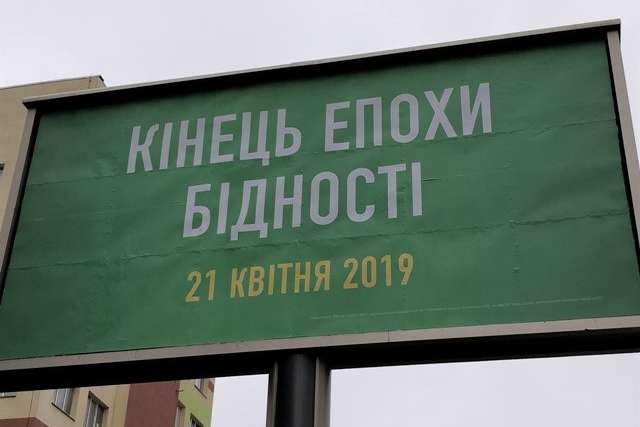 КІНЕЦЬ ЕПОХИ
БІДНОСТІ
21 КВІТНЯ 2019